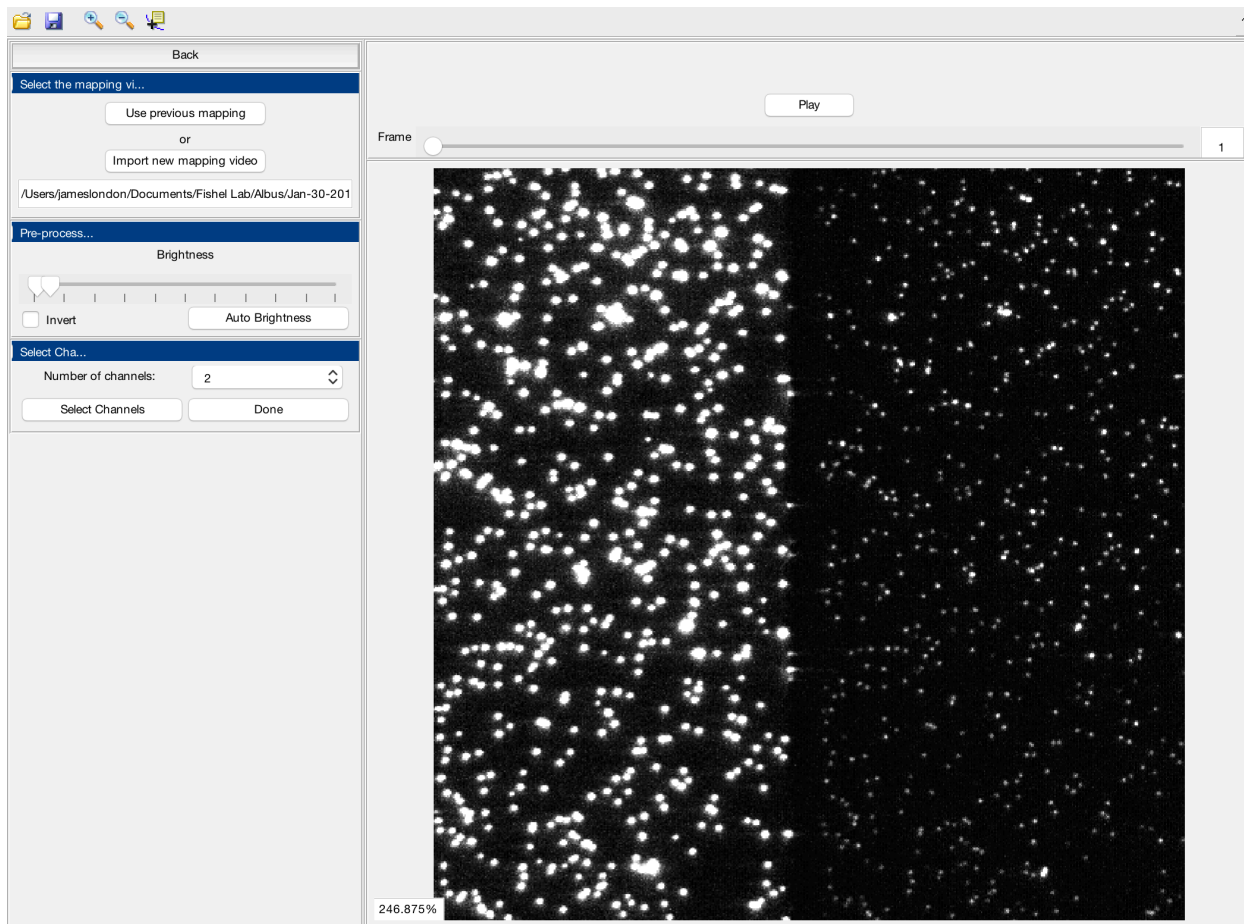 Back
Select the mapping vi...
Use previous mapping
or
Import new mapping video
/Users/jameslondon/Documents/Fishel Lab/Albus/Jan-30-201
Pre-process...
Brightness
Invert
Auto Brightness
Select Cha...
Number of channels:
2
Select Channels
Done
Play
Frame
1
246.875%